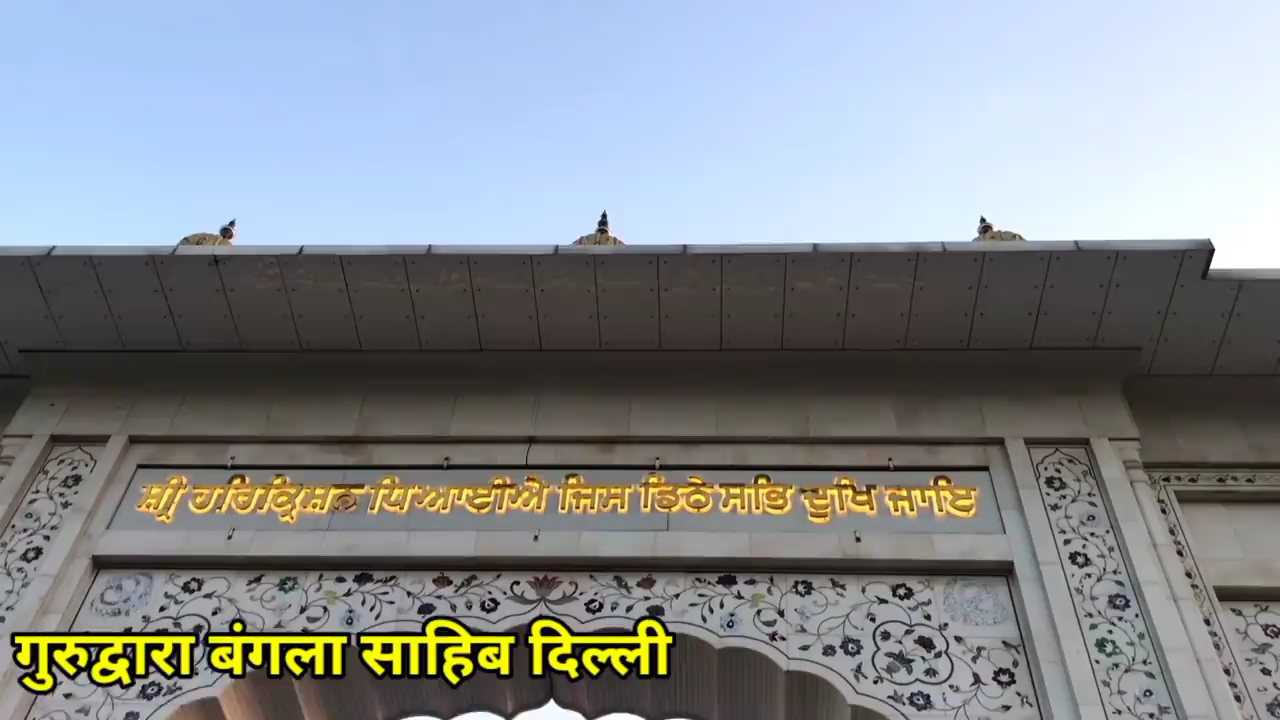 ਸ਼੍ਰੀ ਹਰਿਕ੍ਰਿਸ਼ਨ ਧਿਆਈਐ ਜਿਸ ਡਿਠੇ ਸਭਿ ਦੁਖਿ ਜਾਇ
गुरुद्वारा बंगला साहिब दिल्ली